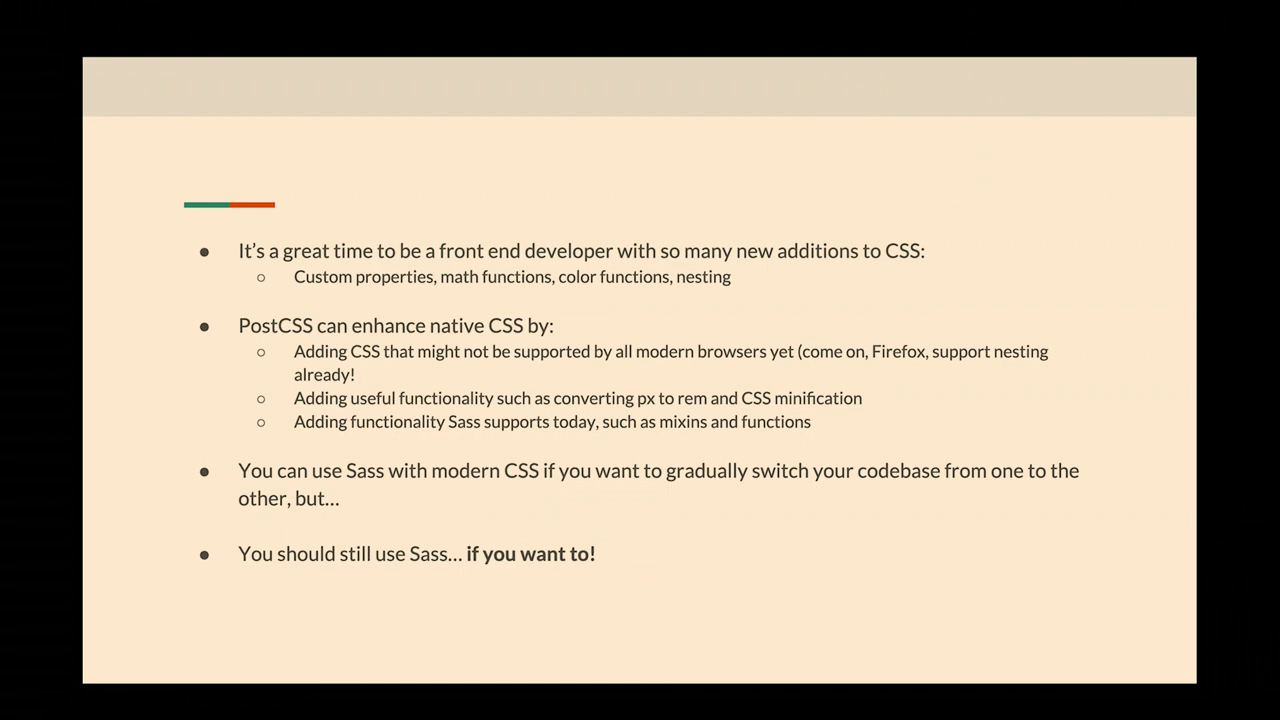 ● It’s a great time to be a front end developer with so many new additions to CSS:
○ Custom properties, math functions, color functions, nesting
● PostCSS can enhance native CSS by:
○ Adding CSS that might not be supported by all modern browsers yet (come on, Firefox, support nesting
already!
○ Adding useful functionality such as converting px to rem and CSS minification
○ Adding functionality Sass supports today, such as mixins and functions
● You can use Sass with modern CSS if you want to gradually switch your codebase from one to the
other, but...
● You should still use Sass... if you want to!